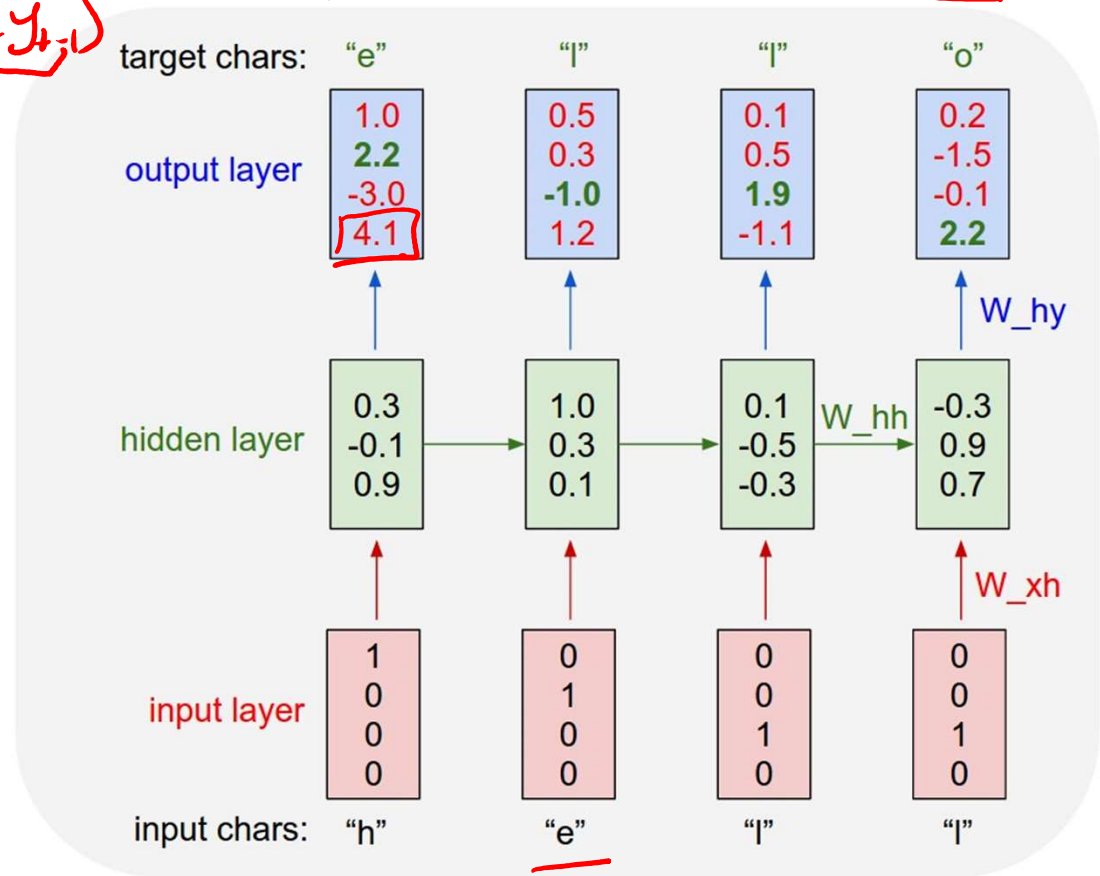 y_{t-1})
target chars: “e” “l” “l” “o”
output layer
1.0 0.5 0.1 0.2
2.2 0.3 0.5 -1.5
-3.0 -1.0 1.9 -0.1
4.1 1.2 -1.1 2.2
W_hy
hidden layer
0.3 1.0 0.1 -0.3
-0.1 0.3 -0.5 0.9
0.9 0.1 -0.3 0.7
W_hh
W_xh
input layer
1 0 0 0
0 1 0 0
0 0 1 1
0 0 0 0
input chars: “h” “e” “l” “l”